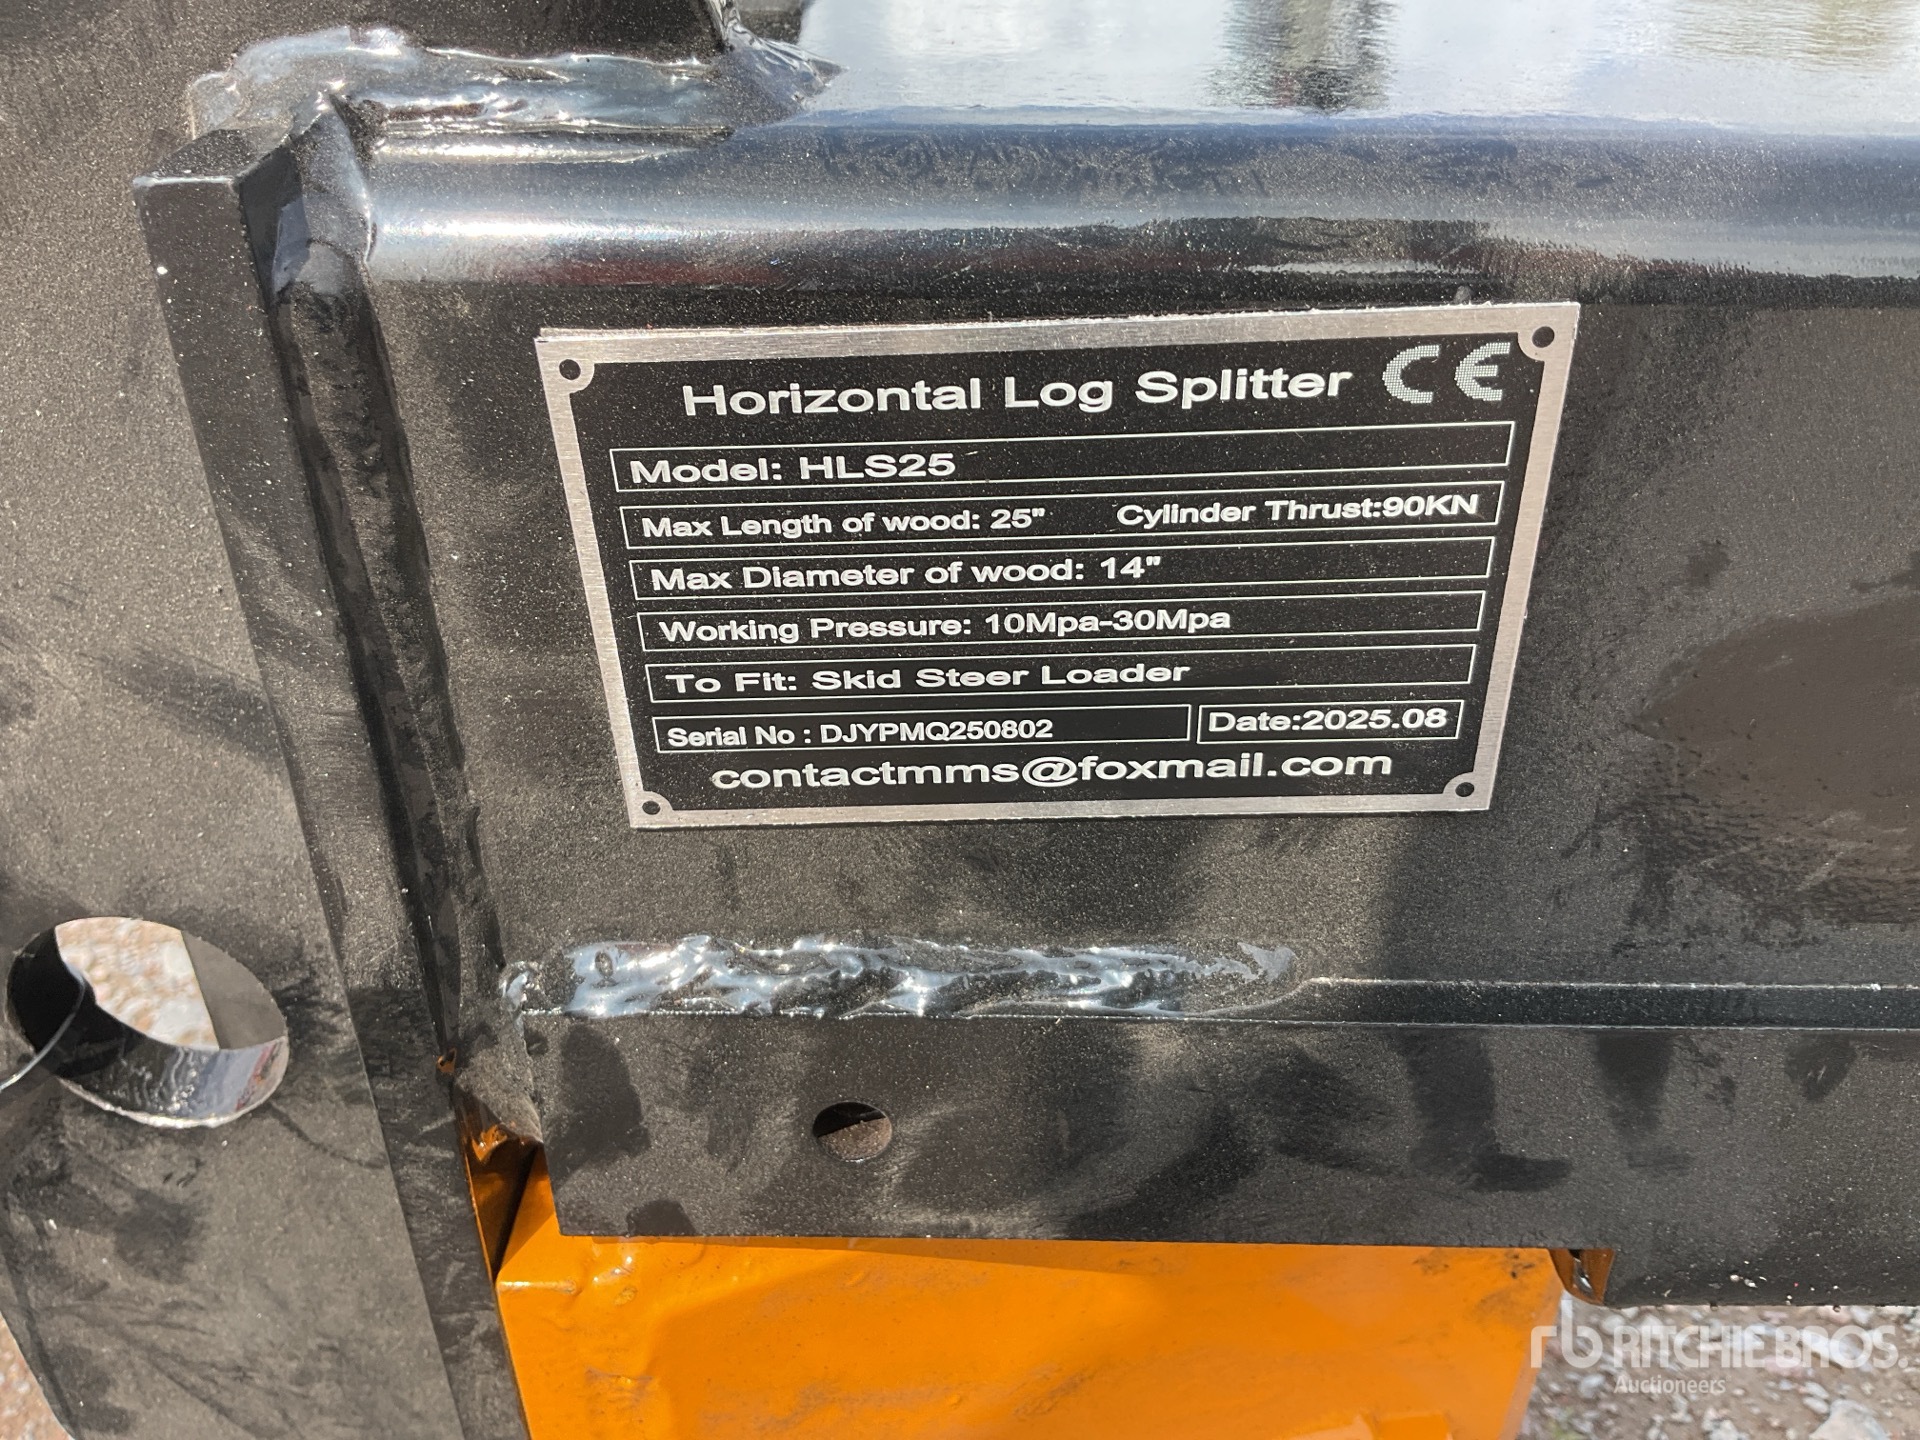 Horizontal Log Splitter CE
Model: HLS25
Max Length of wood: 25" Cylinder Thrust:90KN
Max Diameter of wood: 14"
Working Pressure: 10Mpa-30Mpa
To Fit: Skid Steer Loader
Serial No : DJYPMQ250802 Date:2025.08
contactmms@foxmail.com
rb RITCHIE BROS.
Auctioneers